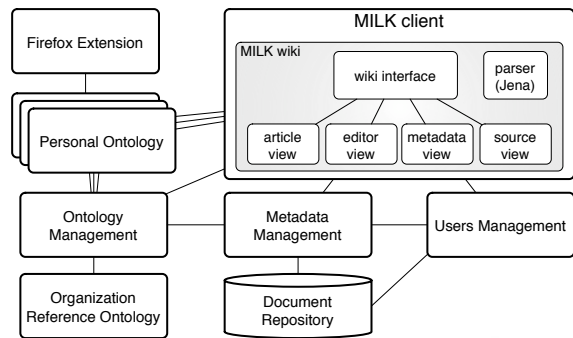 Firefox Extension
MILK client
MILK wiki
wiki interface
parser
(Jena)
Personal Ontology
article
view
editor
view
metadata
view
source
view
Ontology
Management
Metadata
Management
Users Management
Organization
Reference Ontology
Document
Repository